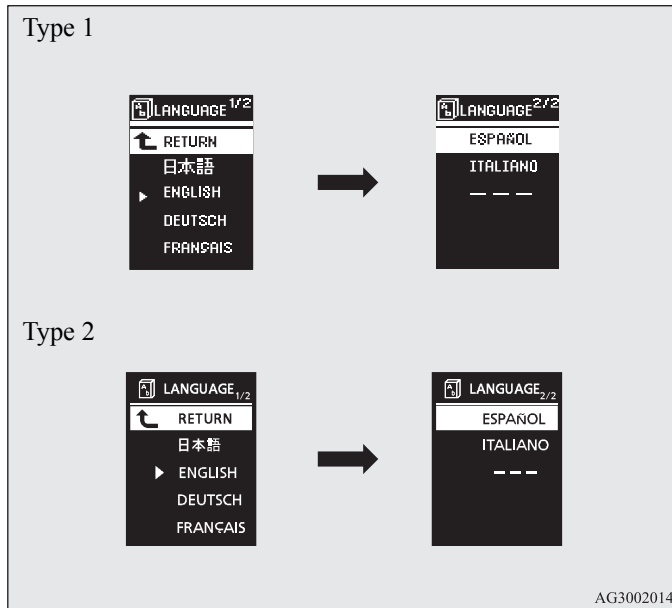 Type 1
LANGUAGE 1/2
RETURN
日本語
ENGLISH
DEUTSCH
FRANÇAIS
LANGUAGE 2/2
ESPAÑOL
ITALIANO
– – –
Type 2
LANGUAGE 1/2
RETURN
日本語
ENGLISH
DEUTSCH
FRANÇAIS
LANGUAGE 2/2
ESPAÑOL
ITALIANO
– – –
AG3002014